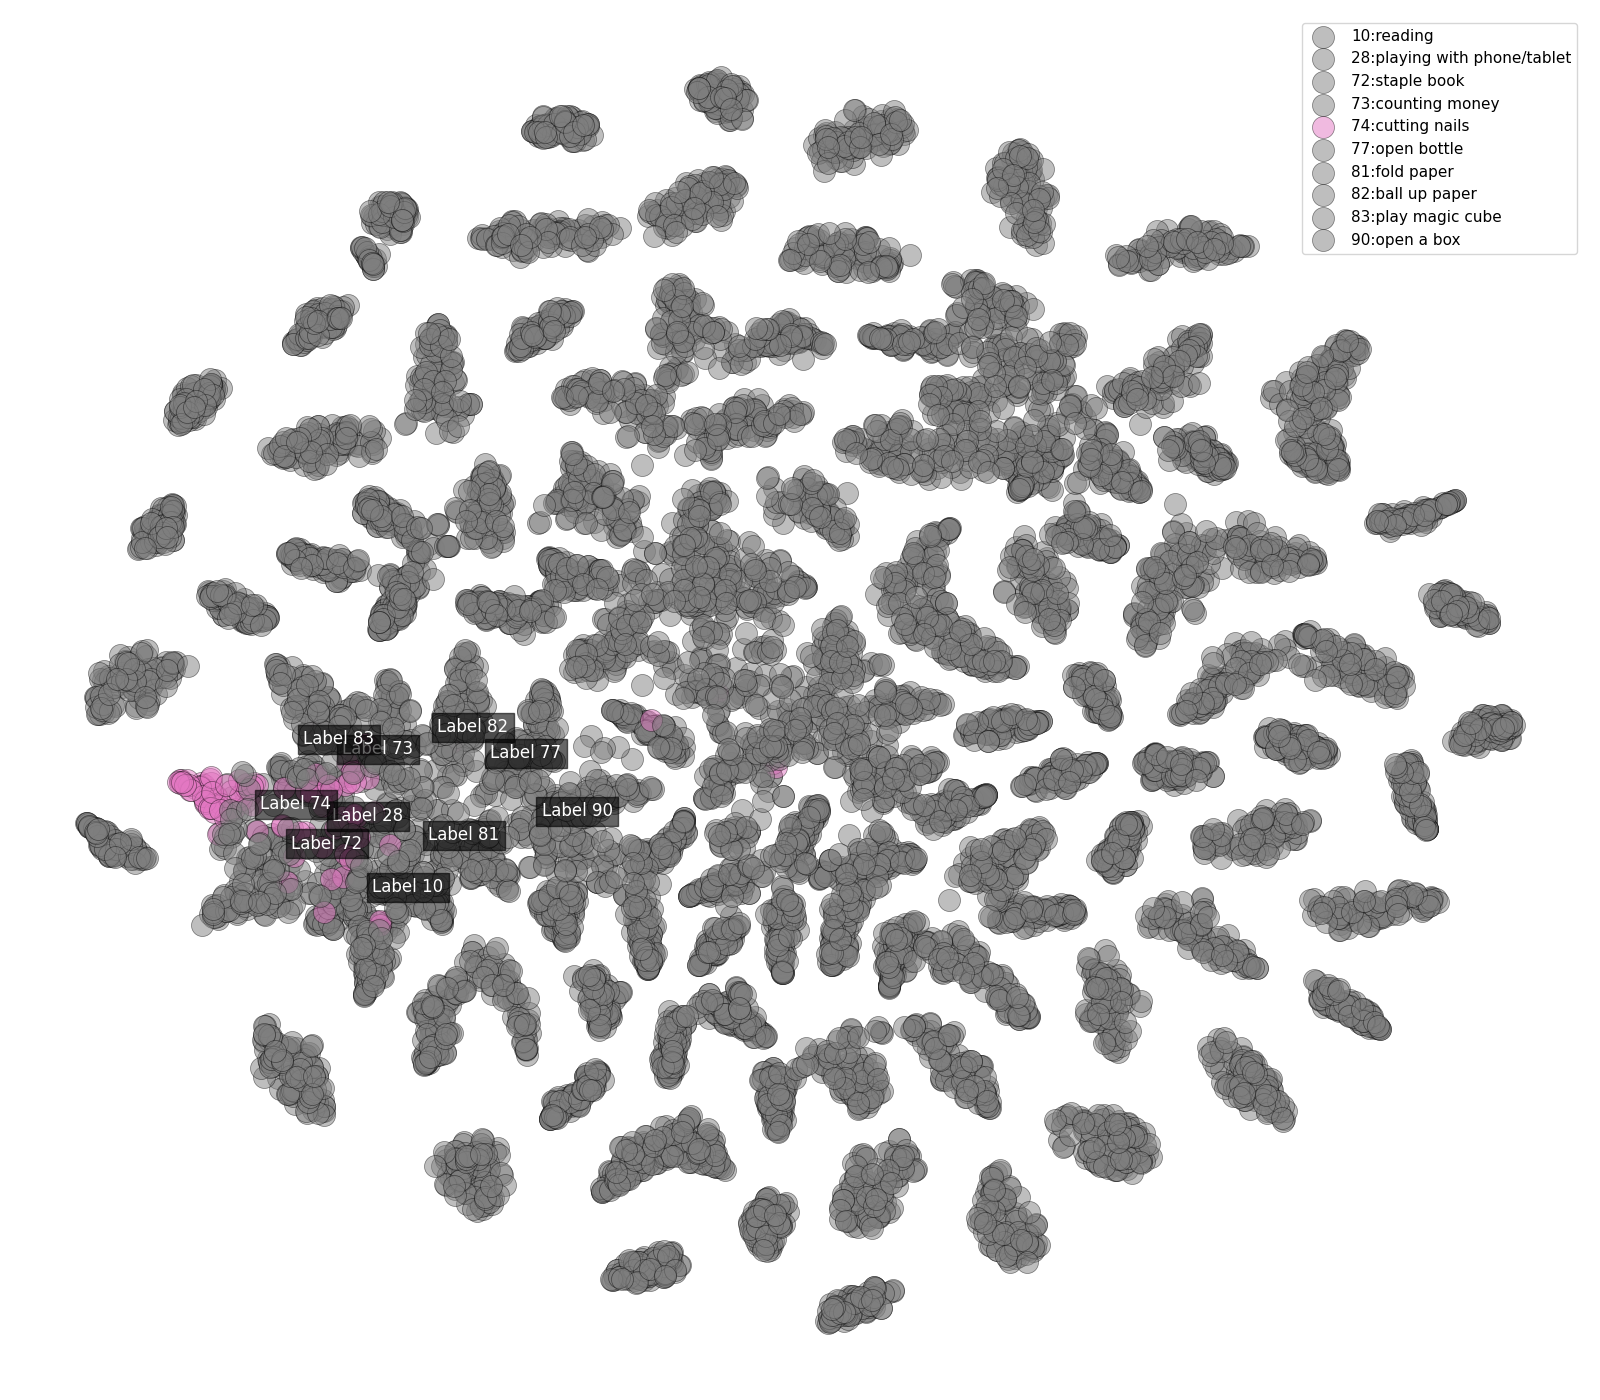 10:reading
28:playing with phone/tablet
72:staple book
73:counting money
74:cutting nails
77:open bottle
81:fold paper
82:ball up paper
83:play magic cube
90:open a box
Label 82
Label 83
Label 73
Label 77
Label 74
Label 90
Label 28
Label 81
Label 72
Label 10